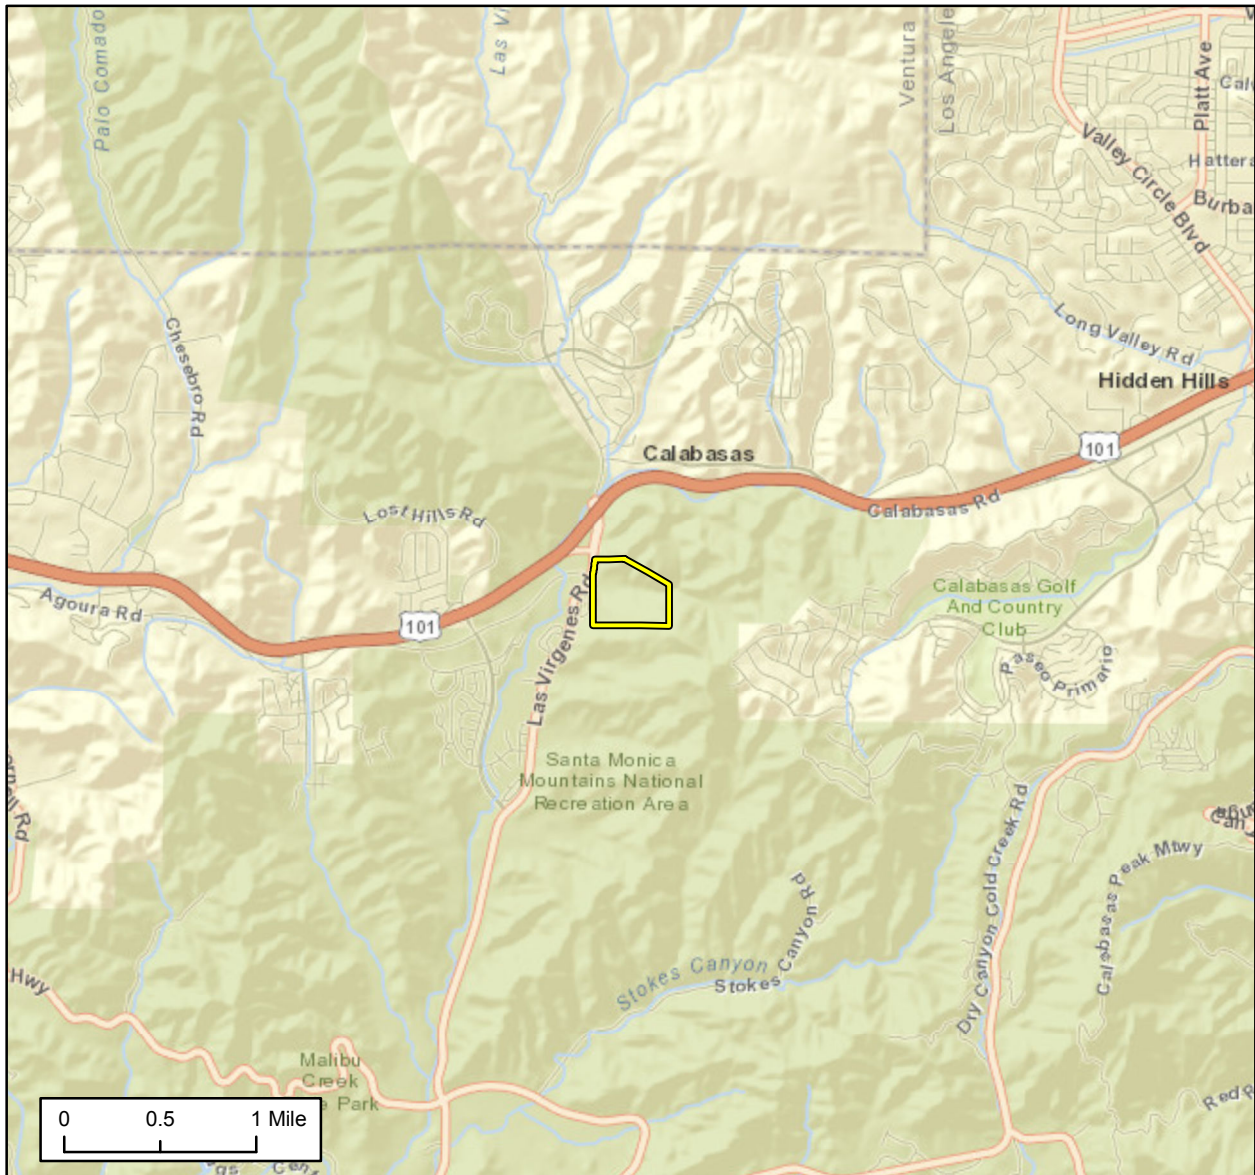 Palo Comado
Las Vi
Ventura
Los Angele
Platt Ave
Cal
Valley Circle Blvd
Hattera
Burba
Chesebro Rd
Long Valley Rd
Hidden Hills
101
Calabasas
Calabasas Rd
Lost Hills Rd
Agoura Rd
101
Las Virgenes Rd
Calabasas Golf
And Country
Club
Paseo Primario
Santa Monica
Mountains National
Recreation Area
Dry Canyon Cold Creek Rd
Calabasas Peak Mtwy
Stokes Canyon Rd
Stokes Canyon
Hwy
Malibu
Creek
e Park
Red R
0 0.5 1 Mile